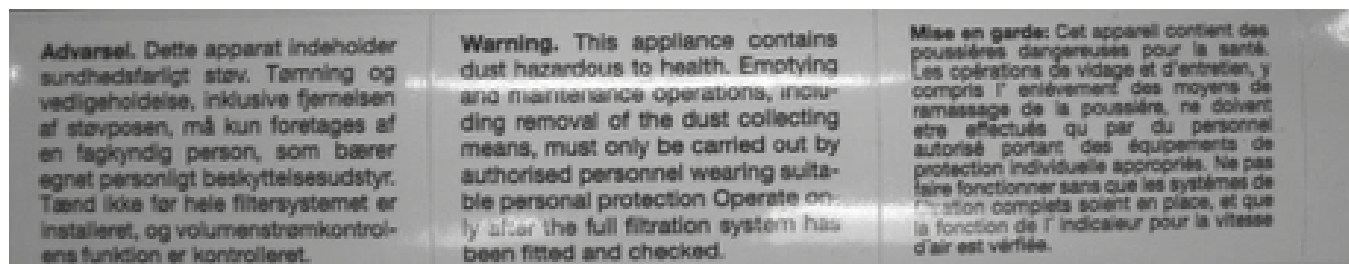 Advarsel. Dette apparat indeholder
sundhedsfarligt støv. Tømning og
vedligeholdelse, inklusive fjernelsen
af støvposen, må kun foretages af
en fagkyndig person, som bærer
egnet personligt beskyttelsesudstyr.
Tænd ikke før hele filtersystemet er
installeret, og volumenstrømkontrol-
ens funktion er kontrolleret.
Warning. This appliance contains
dust hazardous to health. Emptying
and maintenance operations, inclu-
ding removal of the dust collecting
means, must only be carried out by
authorised personnel wearing suita-
ble personal protection Operate on-
ly after the full filtration system has
been fitted and checked.
Mise en garde: Cet appareil contient des
poussières dangereuses pour la santé.
Les opérations de vidage et d'entretien, y
compris l' enlèvement des moyens de
ramassage de la poussière, ne doivent
etre effectués qu par du personnel
autorisé portant des équipements de
protection individuelle appropriés. Ne pas
faire fonctionner sans que les systèmes de
filtration complets soient en place, et que
la fonction de l' indicaleur pour la vitesse
d'air est vérfiée.